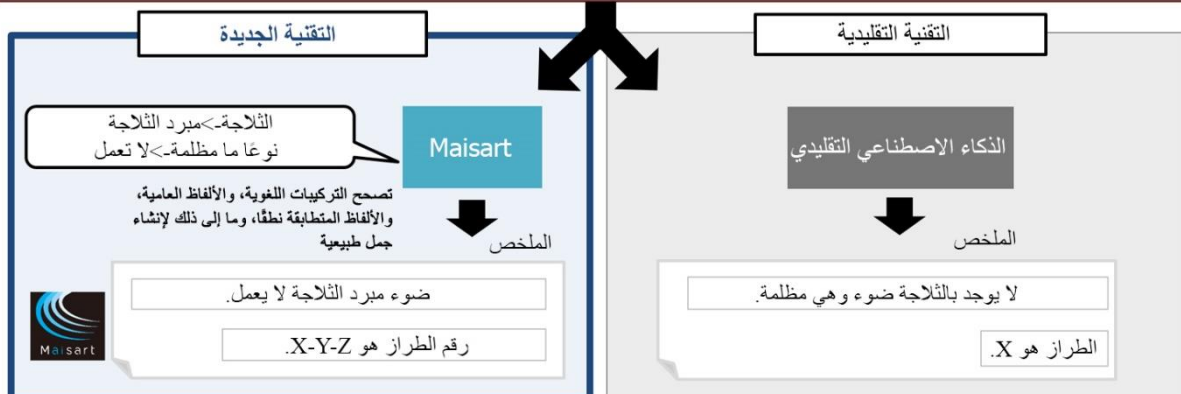 التقنية التقليدية
الذكاء الاصطناعي التقليدي
الملخص
لا يوجد بالثلاجة ضوء وهي مظلمة.
الطراز هو X.
التقنية الجديدة
Maisart
الثلاجة->مبرد الثلاجة
نوعًا ما مظلمة->لا تعمل
تصحح التركيبات اللغوية، والألفاظ العامية،
والألفاظ المتطابقة نطقًا، وما إلى ذلك لإنشاء
جمل طبيعية
الملخص
ضوء مبرد الثلاجة لا يعمل.
رقم الطراز هو X-Y-Z.
Maisart